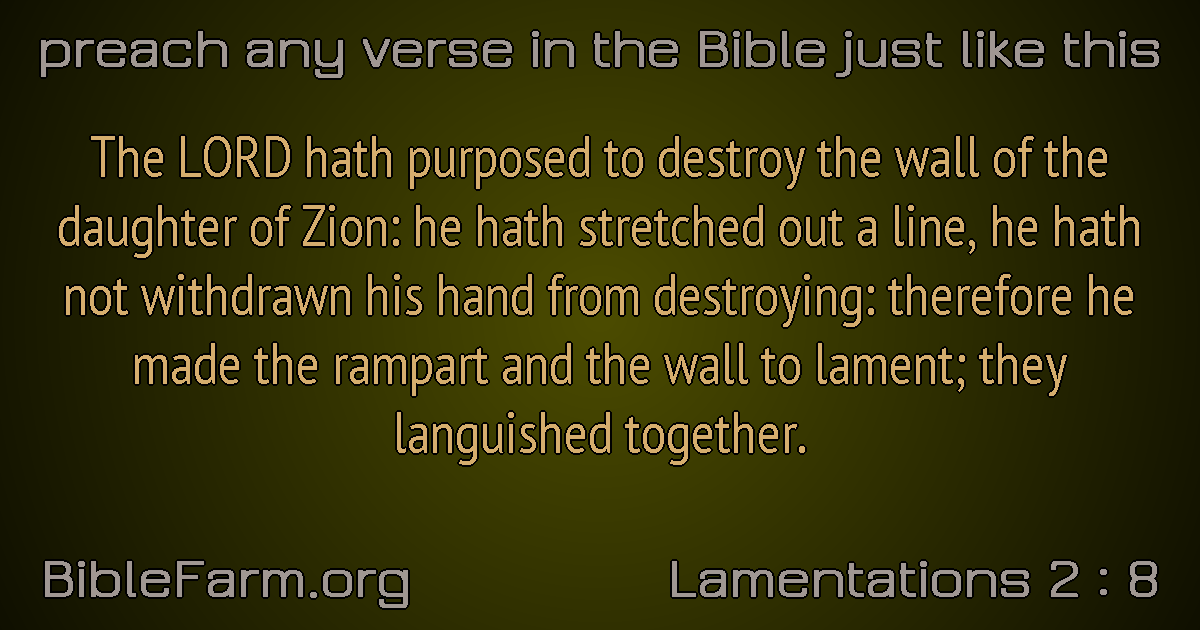 preach any verse in the Bible just like this
The LORD hath purposed to destroy the wall of the
daughter of Zion: he hath stretched out a line, he hath
not withdrawn his hand from destroying: therefore he
made the rampart and the wall to lament; they
languished together.
BibleFarm.org
Lamentations 2 : 8